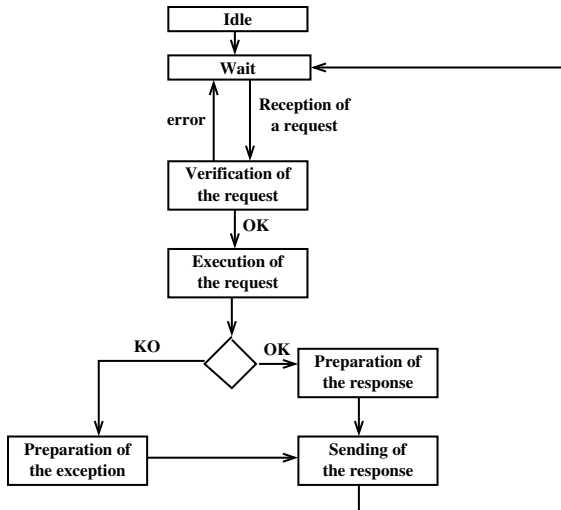 Idle
Wait
Reception of
a request
error
Verification of
the request
OK
Execution of
the request
KO
OK
Preparation of
the response
Preparation of
the exception
Sending of
the response